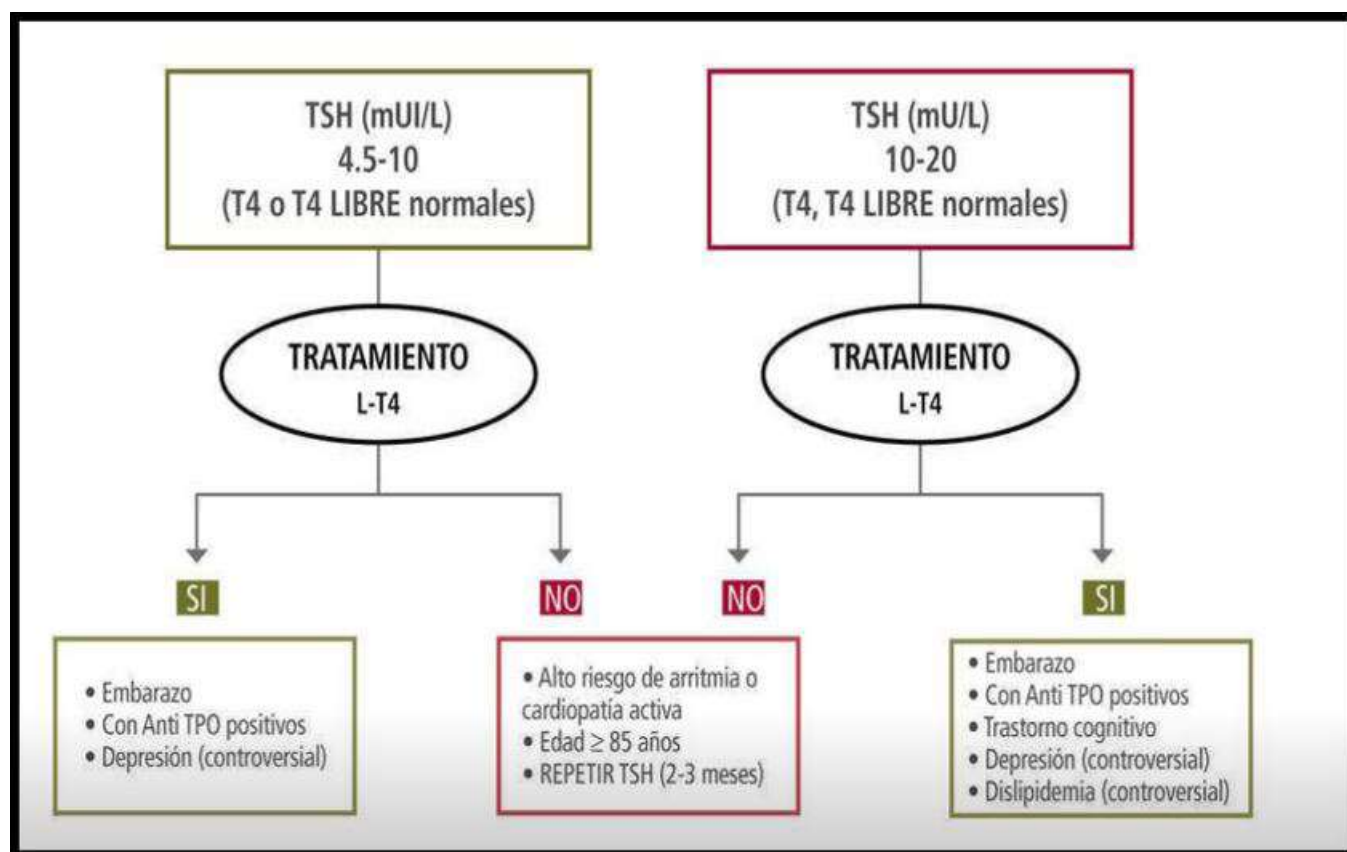 TSH (mUI/L)
4.5-10
(T4 o T4 LIBRE normales)
TSH (mU/L)
10-20
(T4, T4 LIBRE normales)
TRATAMIENTO
L-T4
TRATAMIENTO
L-T4
SI
NO
NO
SI
• Embarazo
• Con Anti TPO positivos
• Depresión (controversial)
• Alto riesgo de arritmia o
cardiopatía activa
• Edad ≥ 85 años
• REPETIR TSH (2-3 meses)
• Embarazo
• Con Anti TPO positivos
• Trastorno cognitivo
• Depresión (controversial)
• Dislipidemia (controversial)